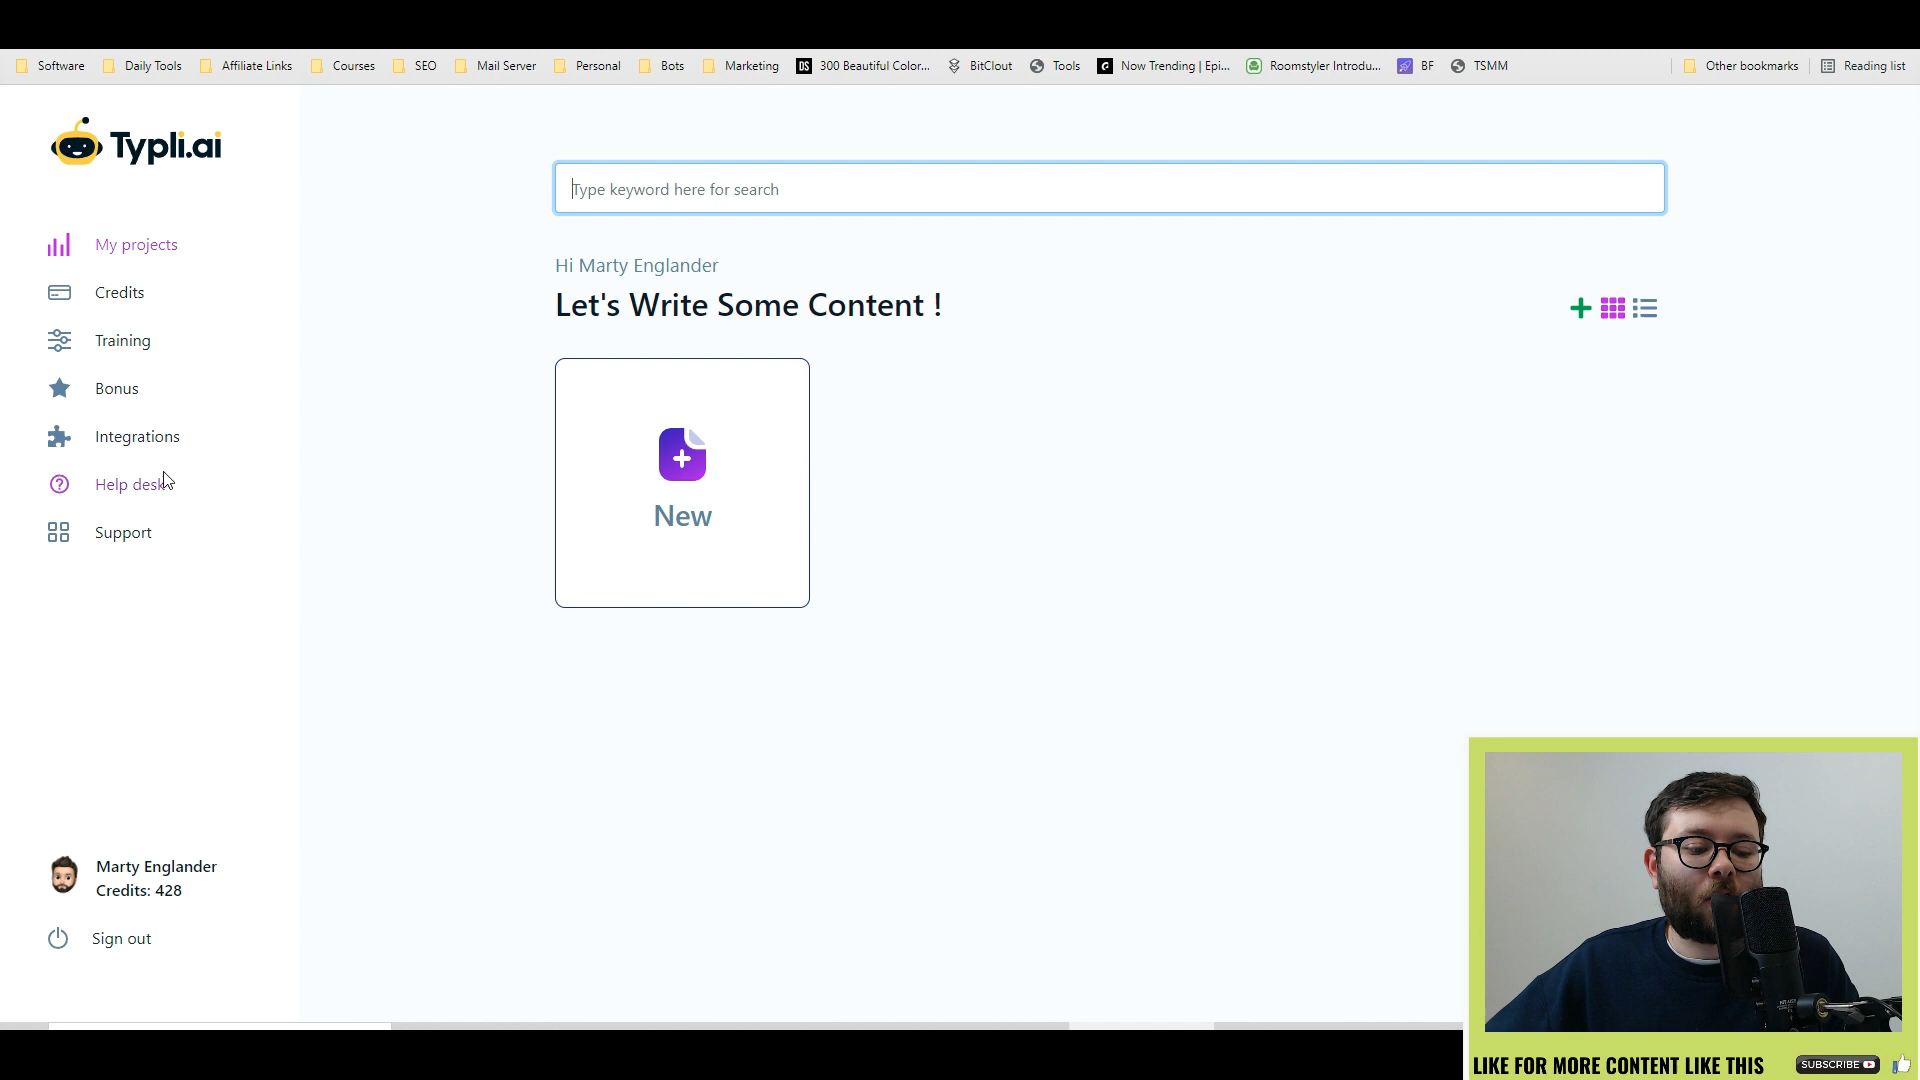 Software Daily Tools Affiliate Links Courses SEO Mail Server Personal Bots Marketing DS 300 Beautiful Color... BitClout Tools Now Trending | Epi... Roomstyler Introdu... BF TSMM Other bookmarks Reading list
Typli.ai
Type keyword here for search
My projects
Credits
Training
Bonus
Integrations
Help desk
Support
Hi Marty Englander
Let's Write Some Content !
New
Marty Englander
Credits: 428
Sign out
LIKE FOR MORE CONTENT LIKE THIS
SUBSCRIBE